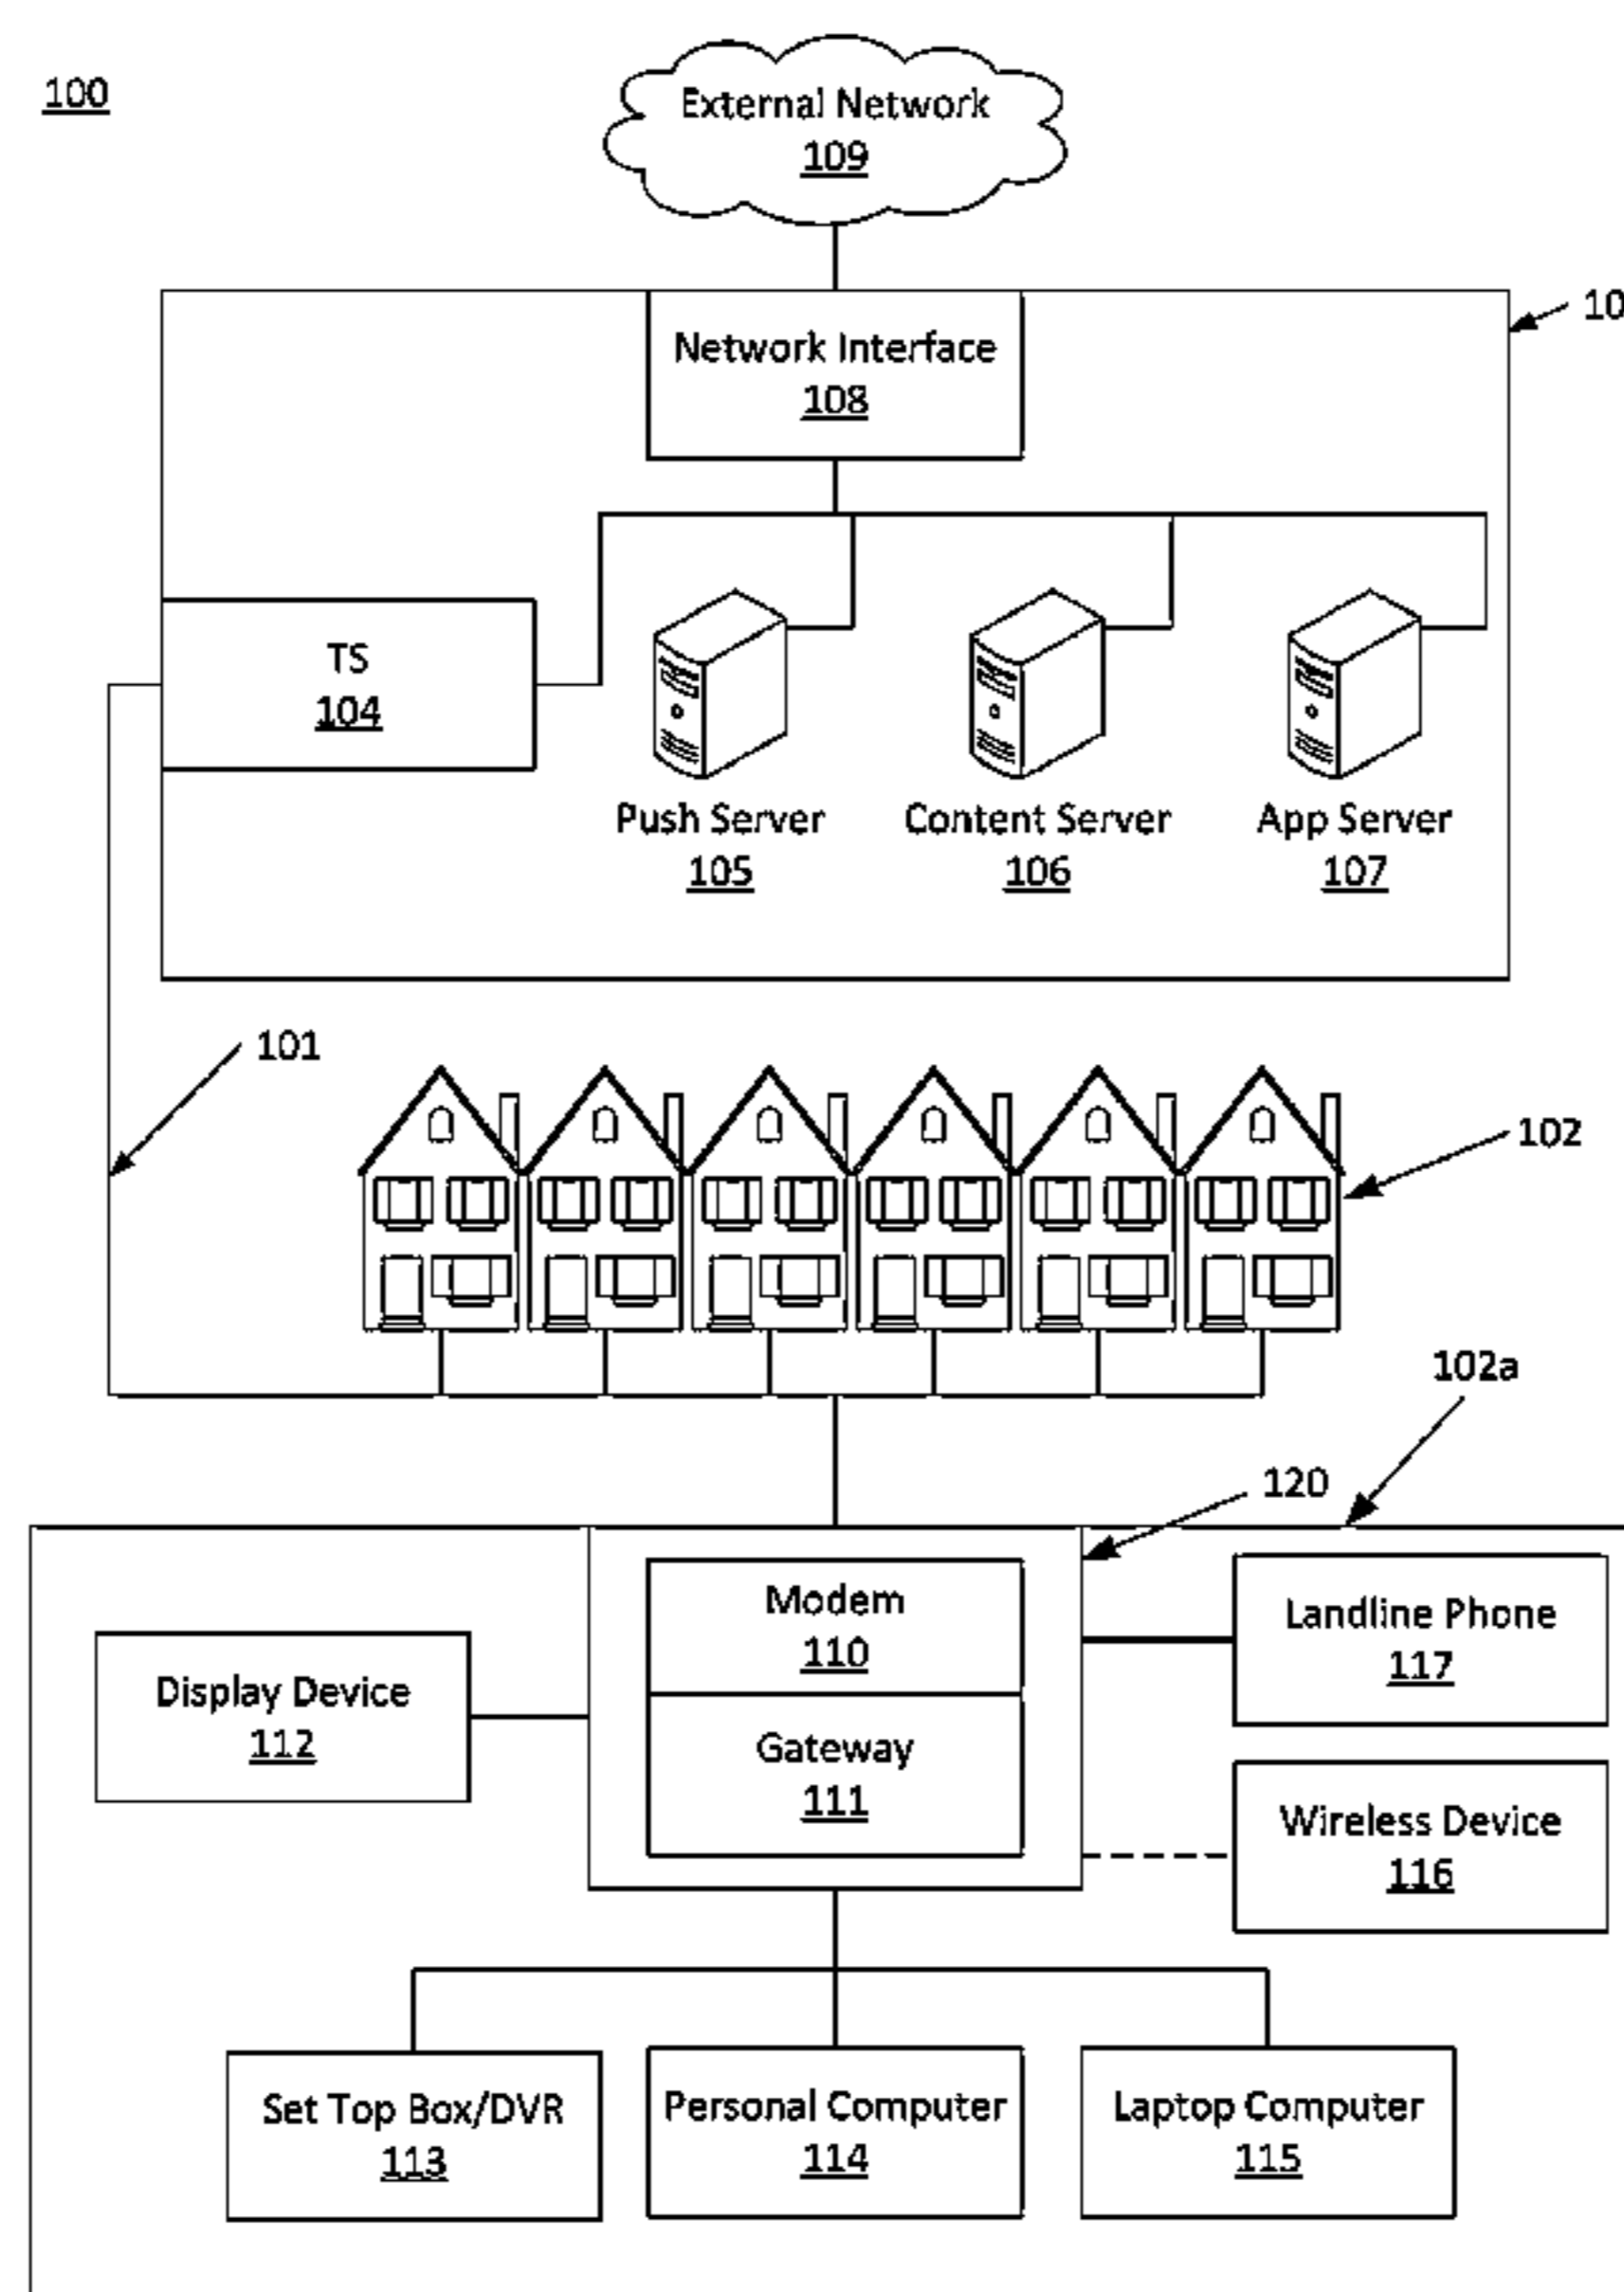 100
External Network
109
10
Network Interface
108
TS
104
Push Server
105
Content Server
106
App Server
107
101
102
102a
120
Modem
110
Landline Phone
117
Display Device
112
Gateway
111
Wireless Device
116
Set Top Box/DVR
113
Personal Computer
114
Laptop Computer
115